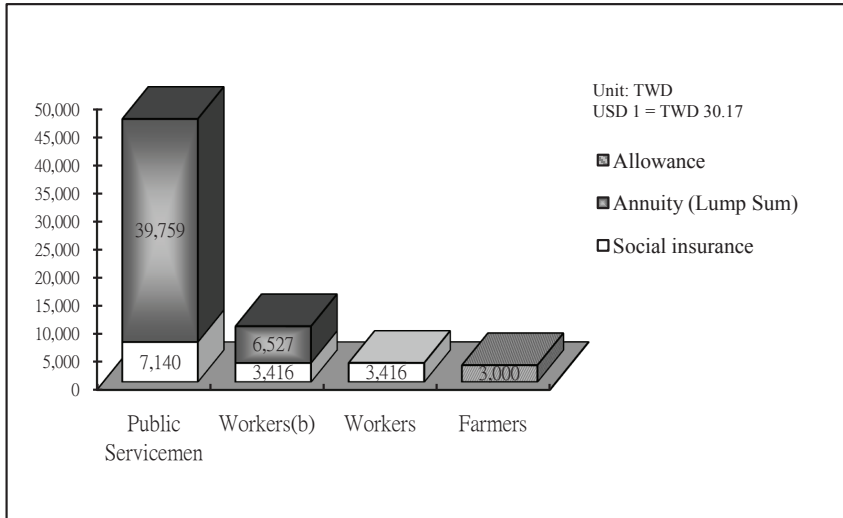 Unit: TWD
USD 1 = TWD 30.17
Allowance
Annuity (Lump Sum)
Social insurance
50,000
45,000
40,000
35,000
30,000
25,000
20,000
15,000
10,000
5,000
0
39,759
7,140
6,527
3,416
3,416
3,000
Public
Servicemen
Workers(b)
Workers
Farmers